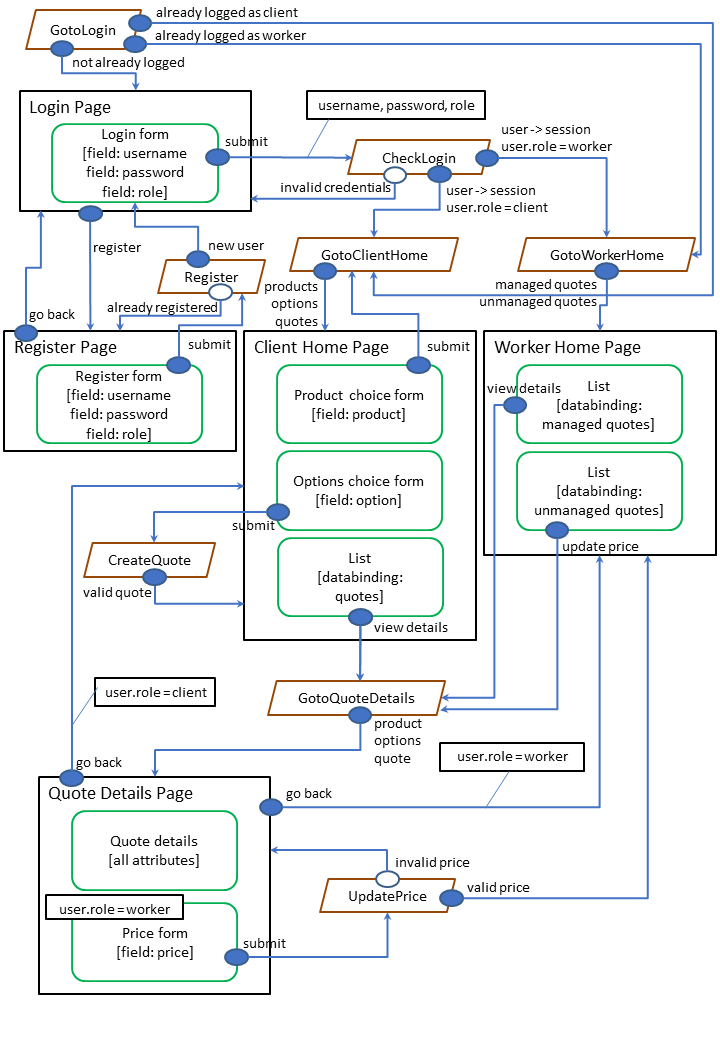 already logged as client
GotoLogin
already logged as worker
not already logged
Login Page
username, password, role
Login form
[field: username
field: password
field: role]
submit
user -> session
user.role = worker
CheckLogin
invalid credentials
user -> session
user.role = client
register
new user
GotoClientHome
GotoWorkerHome
Register
products
options
quotes
managed quotes
unmanaged quotes
already registered
go back
submit
submit
Register Page
Client Home Page
Worker Home Page
Register form
[field: username
field: password
field: role]
Product choice form
[field: product]
view details
List
[databinding:
managed quotes]
Options choice form
[field: option]
List
[databinding:
unmanaged quotes]
submit
update price
CreateQuote
valid quote
List
[databinding:
quotes]
view details
user.role = client
GotoQuoteDetails
product
options
quote
user.role = worker
go back
Quote Details Page
go back
Quote details
[all attributes]
invalid price
UpdatePrice
valid price
user.role = worker
Price form
[field: price]
submit